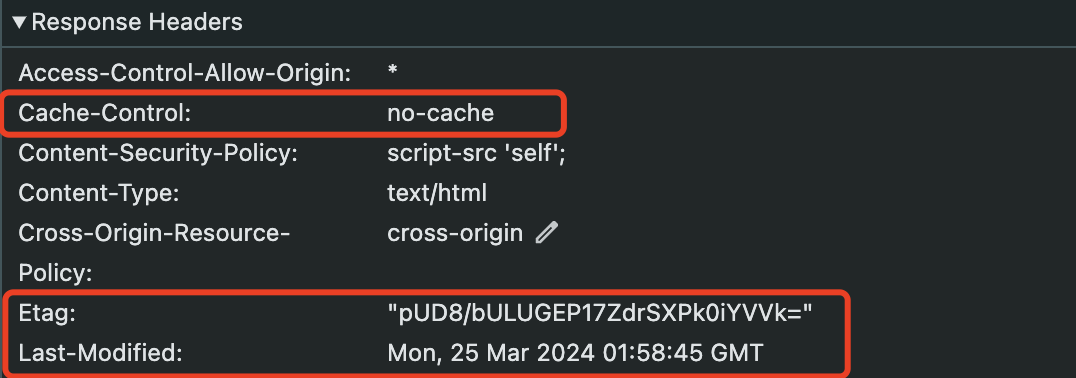 ▼Response Headers
Access-Control-Allow-Origin: *
Cache-Control: no-cache
Content-Security-Policy: script-src 'self';
Content-Type: text/html
Cross-Origin-Resource- cross-origin
Policy:
Etag: "pUD8/bULUGEP17ZdrSXPk0iYVVk="
Last-Modified: Mon, 25 Mar 2024 01:58:45 GMT